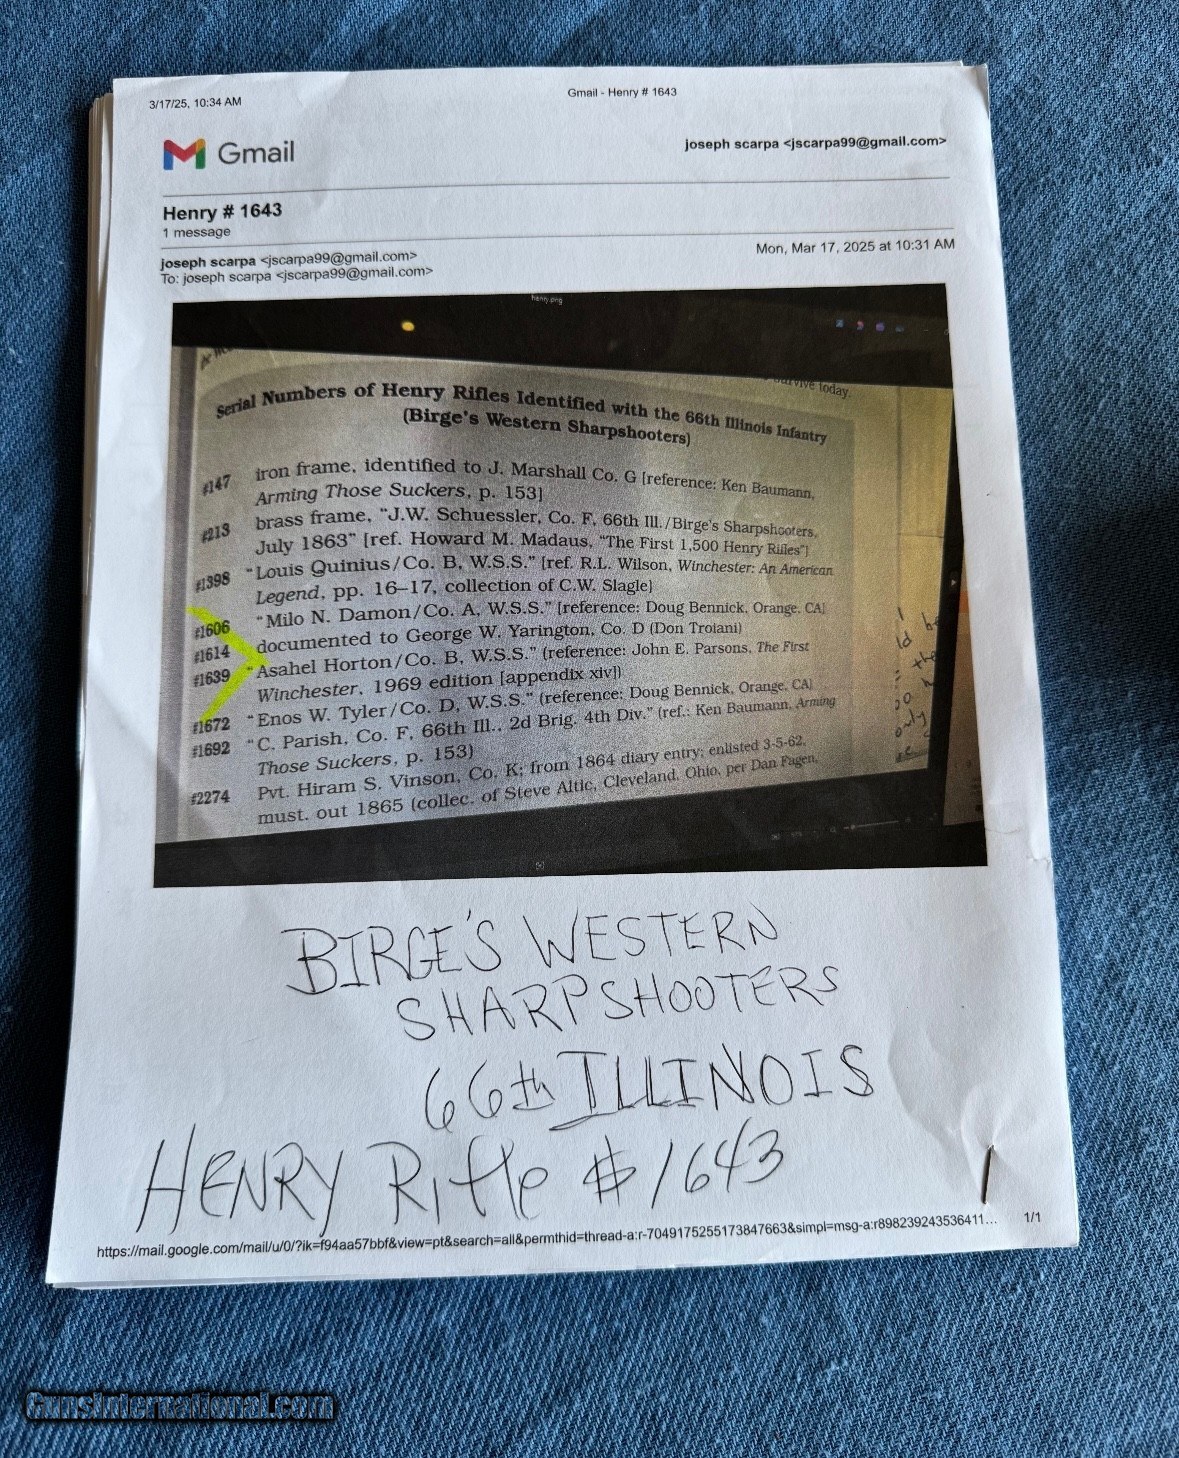 3/17/25, 10:34 AM
Gmail - Henry # 1643
Gmail
joseph scarpa <jscarpa99@gmail.com>
Henry # 1643
1 message
joseph scarpa <jscarpa99@gmail.com>
Mon, Mar 17, 2025 at 10:31 AM
To: joseph scarpa <jscarpa99@gmail.com>
henry.png
survive today.
Serial Numbers of Henry Rifles Identified with the 66th Illinois Infantry
(Birge's Western Sharpshooters)
#147 iron frame, identified to J. Marshall Co. G [reference: Ken Baumann,
Arming Those Suckers, p. 153]
#213 brass frame, "J.W. Schuessler, Co. F, 66th Ill./Birge's Sharpshooters,
July 1863" [ref. Howard M. Madaus, "The First 1,500 Henry Rifles"]
#1398 "Louis Quinius/Co. B, W.S.S." [ref. R.L. Wilson, Winchester: An American
Legend, pp. 16–17, collection of C.W. Slagle]
#1606 "Milo N. Damon/Co. A, W.S.S." [reference: Doug Bennick, Orange, CA]
#1614 documented to George W. Yarington, Co. D (Don Troiani)
#1639 "Asahel Horton/Co. B, W.S.S." (reference: John E. Parsons, The First
Winchester, 1969 edition [appendix xiv])
#1672 "Enos W. Tyler/Co. D, W.S.S." (reference: Doug Bennick, Orange, CA]
#1692 "C. Parish, Co. F, 66th Ill., 2d Brig. 4th Div." (ref.: Ken Baumann, Arming
Those Suckers, p. 153)
#2274 Pvt. Hiram S. Vinson, Co. K; from 1864 diary entry; enlisted 3-5-62,
must. out 1865 (collec. of Steve Altic, Cleveland, Ohio, per Dan Fagen,
BIRGE'S WESTERN
SHARPSHOOTERS
66th ILLINOIS
HENRY Rifle # 1643
https://mail.google.com/mail/u/0/?ik=f94aa57bbf&view=pt&search=all&permthid=thread-a:r-7049175255173847663&simpl=msg-a:r898239243536411...
1/1
GunsInternational.com